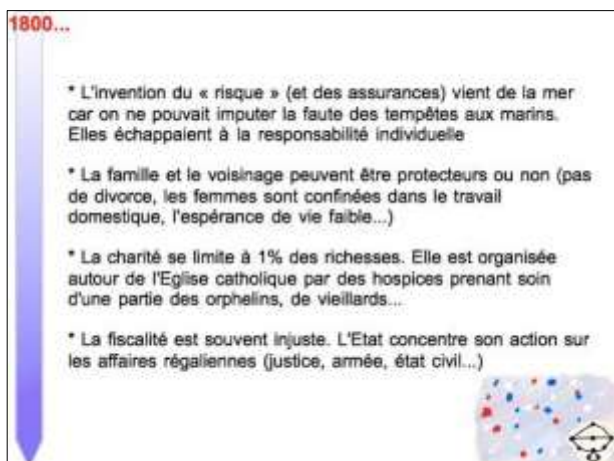 1800...
* L'invention du « risque » (et des assurances) vient de la mer
car on ne pouvait imputer la faute des tempêtes aux marins.
Elles échappaient à la responsabilité individuelle
* La famille et le voisinage peuvent être protecteurs ou non (pas
de divorce, les femmes sont confinées dans le travail
domestique, l'espérance de vie faible...)
* La charité se limite à 1% des richesses. Elle est organisée
autour de l'Eglise catholique par des hospices prenant soin
d'une partie des orphelins, de vieillards...
* La fiscalité est souvent injuste. L'Etat concentre son action sur
les affaires régaliennes (justice, armée, état civil...)